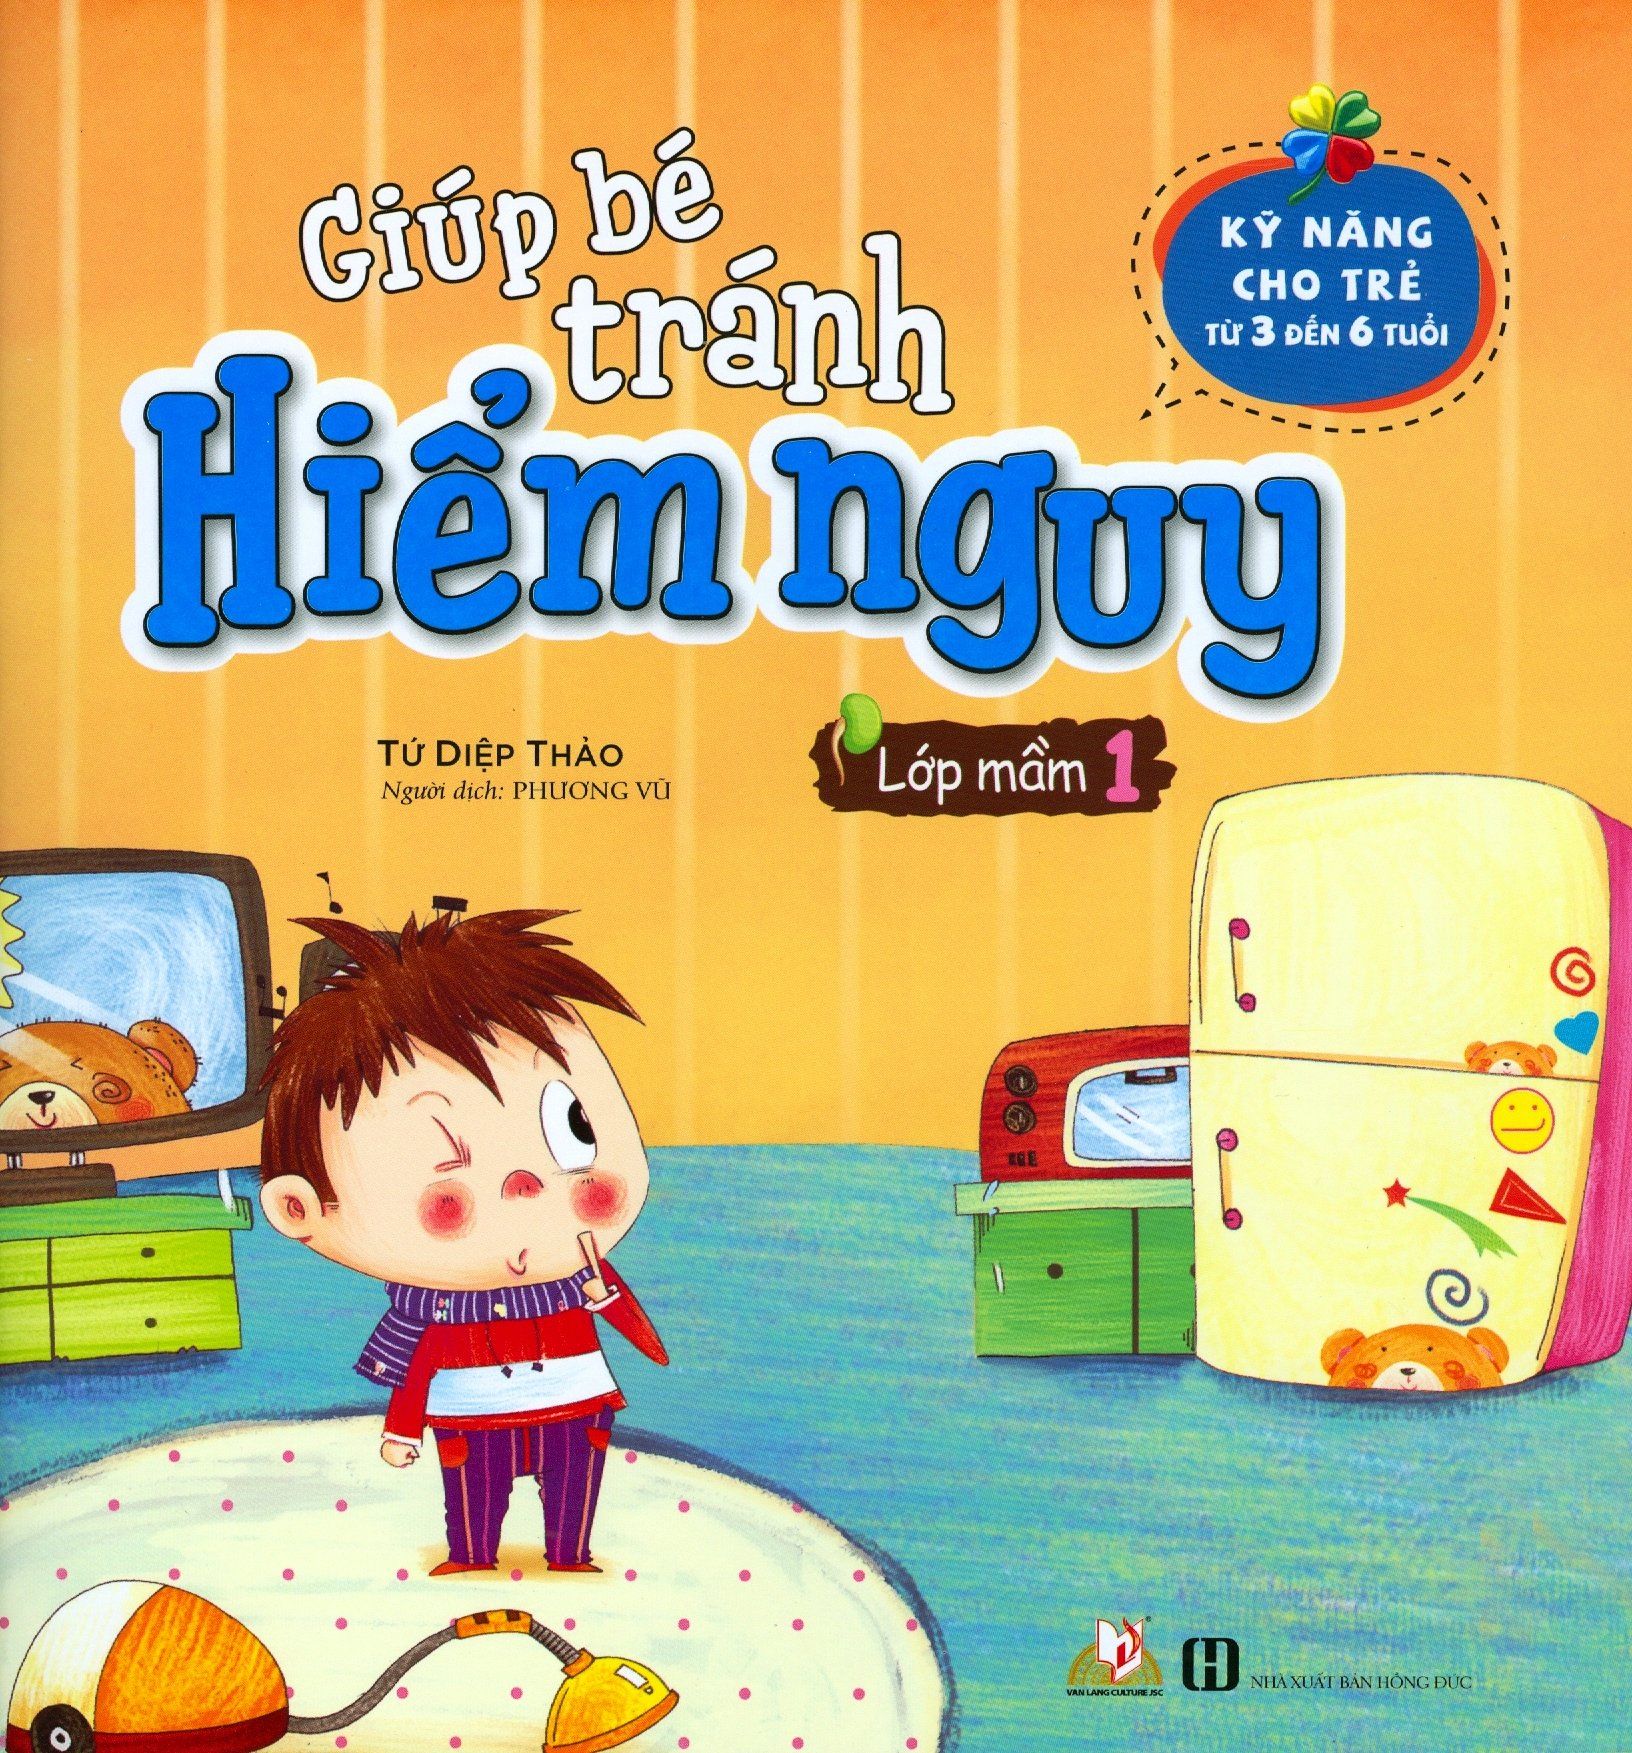 Giúp bé
tránh
Hiểm nguy
KỸ NĂNG
CHO TRẺ
TỪ 3 ĐẾN 6 TUỔI
TỨ DIỆP THẢO
Người dịch: PHƯƠNG VŨ
Lớp mầm 1
VAN LANG CULTURE JSC
NHÀ XUẤT BẢN HỒNG ĐỨC